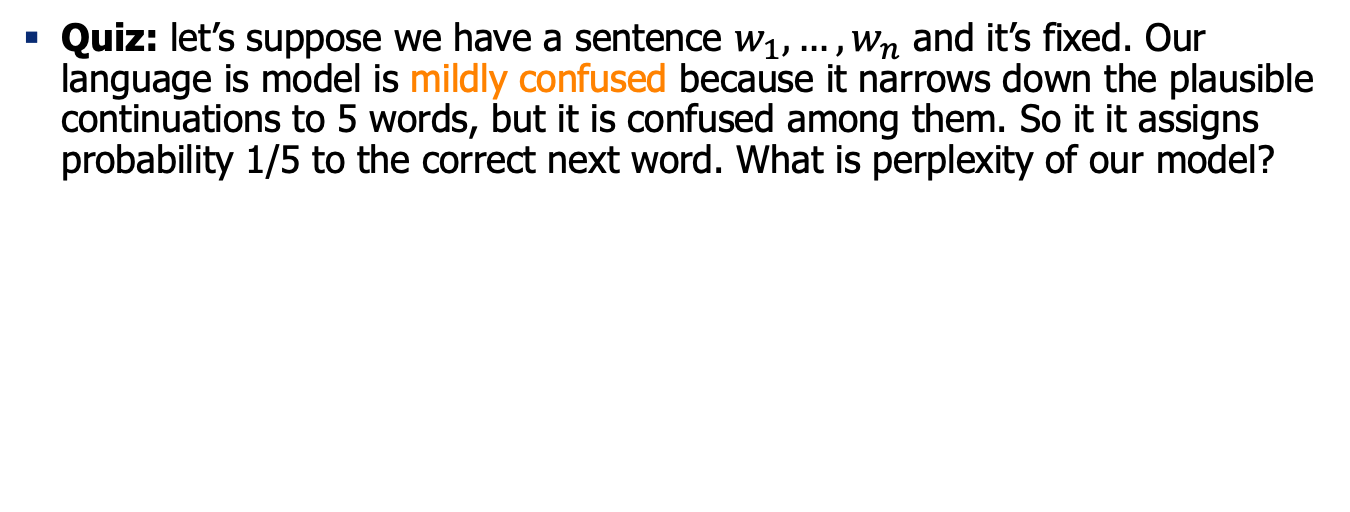 ▪ Quiz: let’s suppose we have a sentence w₁, … , wₙ and it’s fixed. Our
language is model is mildly confused because it narrows down the plausible
continuations to 5 words, but it is confused among them. So it it assigns
probability 1/5 to the correct next word. What is perplexity of our model?